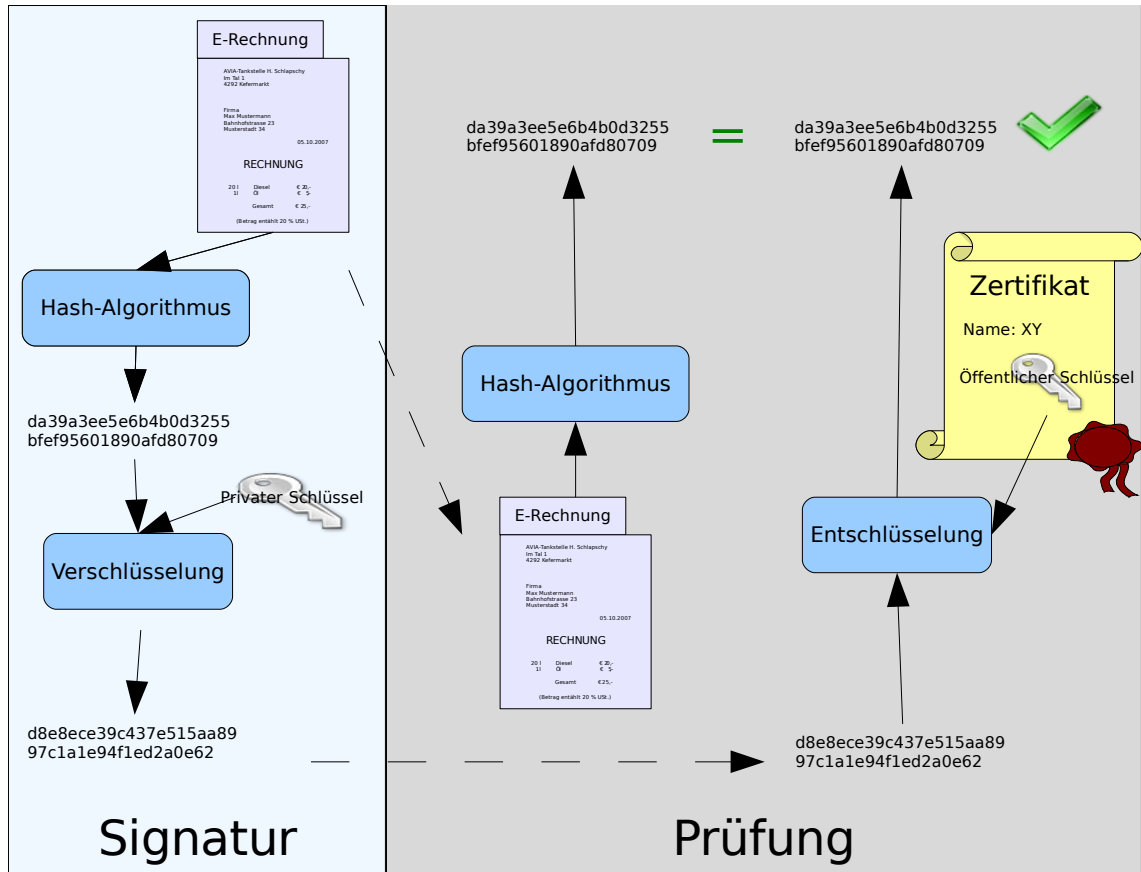 E-Rechnung
AVIA-Tankstelle H. Schlapschy
Im Tal 1
4292 Kefermarkt
Firma
Max Mustermann
Bahnhofstrasse 23
Musterstadt 34
05.10.2007
RECHNUNG
20 l Diesel € 20,-
1l Öl € 5-
Gesamt € 25,-
(Betrag entählt 20 % USt.)
Hash-Algorithmus
da39a3ee5e6b4b0d3255
bfef95601890afd80709
Privater Schlüssel
Verschlüsselung
d8e8ece39c437e515aa89
97c1a1e94f1ed2a0e62
Signatur
da39a3ee5e6b4b0d3255
bfef95601890afd80709
=
da39a3ee5e6b4b0d3255
bfef95601890afd80709
Hash-Algorithmus
E-Rechnung
AVIA-Tankstelle H. Schlapschy
Im Tal 1
4292 Kefermarkt
Firma
Max Mustermann
Bahnhofstrasse 23
Musterstadt 34
05.10.2007
RECHNUNG
20 l Diesel € 20,-
1l Öl € 5-
Gesamt € 25,-
(Betrag entählt 20 % USt.)
Zertifikat
Name: XY
Öffentlicher Schlüssel
Entschlüsselung
d8e8ece39c437e515aa89
97c1a1e94f1ed2a0e62
Prüfung